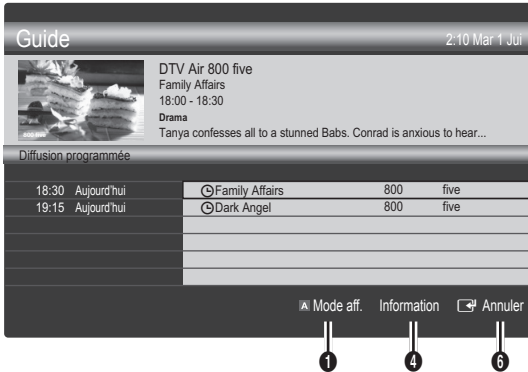 Guide 2:10 Mar 1 Jui
DTV Air 800 five
Family Affairs
18:00 - 18:30
Drama
Tanya confesses all to a stunned Babs. Conrad is anxious to hear...
800 five
Diffusion programmée
18:30 Aujourd'hui Family Affairs 800 five
19:15 Aujourd'hui Dark Angel 800 five
A Mode aff. Information Annuler
1 4 6